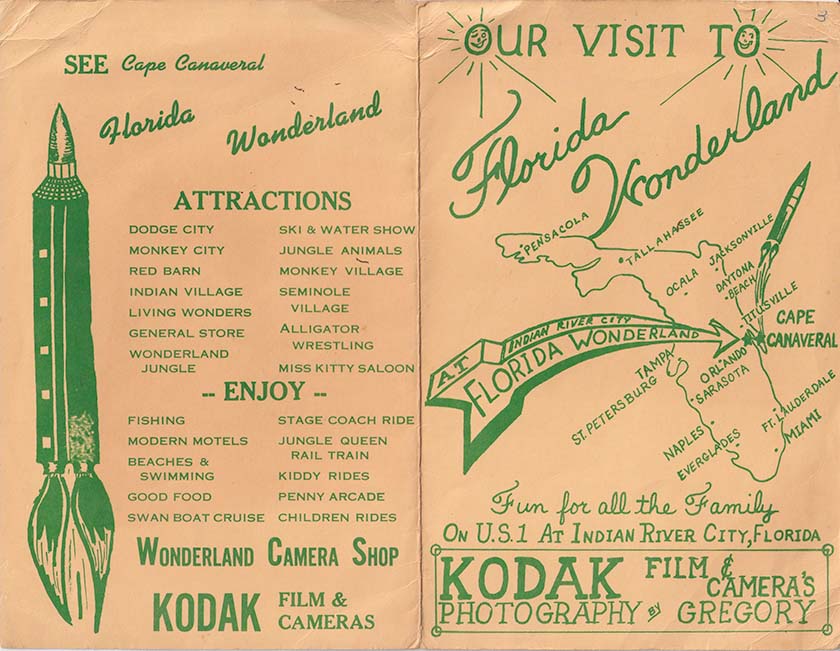 SEE Cape Canaveral
Florida Wonderland
ATTRACTIONS
DODGE CITY
MONKEY CITY
RED BARN
INDIAN VILLAGE
LIVING WONDERS
GENERAL STORE
WONDERLAND
JUNGLE
SKI & WATER SHOW
JUNGLE ANIMALS
MONKEY VILLAGE
SEMINOLE
VILLAGE
ALLIGATOR
WRESTLING
MISS KITTY SALOON
-- ENJOY --
FISHING
MODERN MOTELS
BEACHES &
SWIMMING
GOOD FOOD
SWAN BOAT CRUISE
STAGE COACH RIDE
JUNGLE QUEEN
RAIL TRAIN
KIDDY RIDES
PENNY ARCADE
CHILDREN RIDES
WONDERLAND CAMERA SHOP
KODAK FILM &
CAMERAS
3
OUR VISIT TO
Florida
Wonderland
PENSACOLA
TALLAHASSEE
JACKSONVILLE
OCALA
DAYTONA
BEACH
TITUSVILLE
CAPE
CANAVERAL
AT
INDIAN RIVER CITY
FLORIDA WONDERLAND
TAMPA
ORLANDO
ST. PETERSBURG
SARASOTA
FT. LAUDERDALE
MIAMI
NAPLES
EVERGLADES
Fun for all the Family
ON U.S.1 AT INDIAN RIVER CITY, FLORIDA
KODAK FILM &
CAMERA'S
PHOTOGRAPHY BY GREGORY